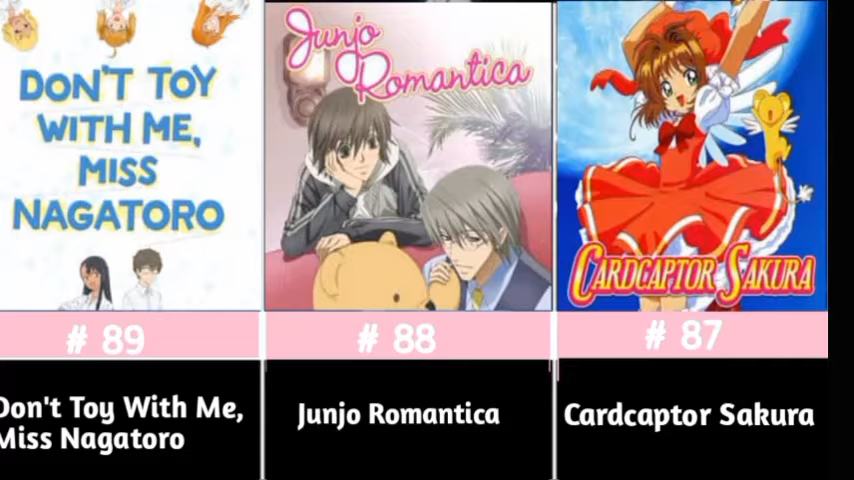 DON'T TOY
WITH ME,
MISS
NAGATORO
# 89
Don't Toy With Me,
Miss Nagatoro
Junjo
Romantica
# 88
Junjo Romantica
CARDCAPTOR SAKURA
# 87
Cardcaptor Sakura